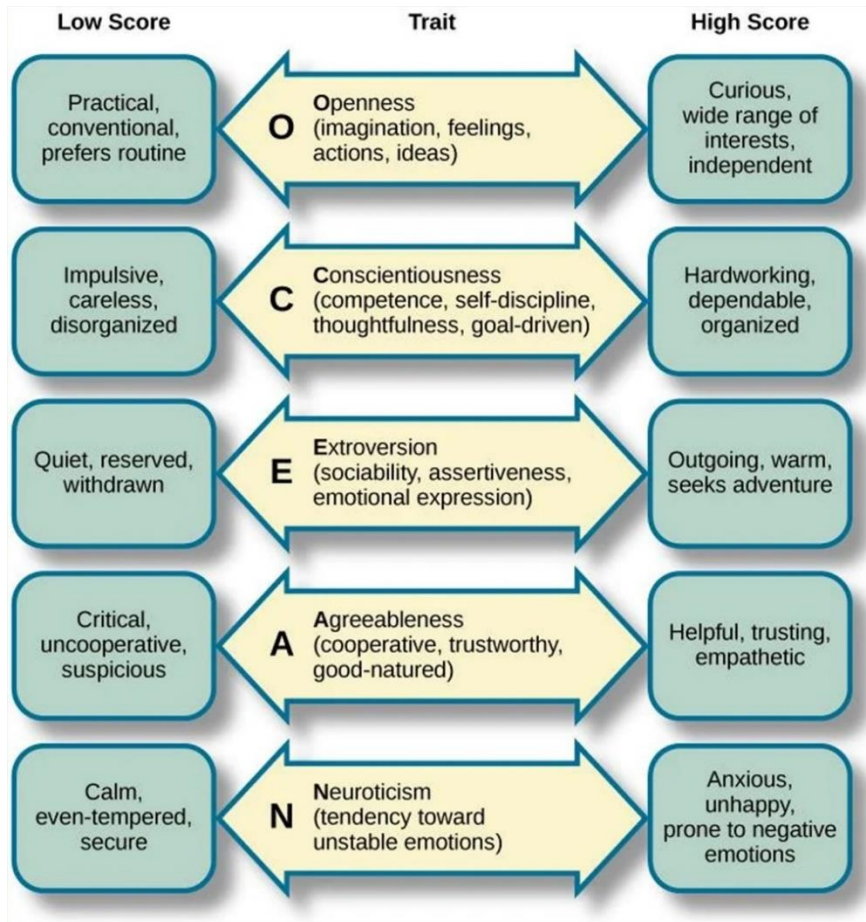 Low Score
Trait
High Score
Practical,
conventional,
prefers routine
O
Openness
(imagination, feelings,
actions, ideas)
Curious,
wide range of
interests,
independent
Impulsive,
careless,
disorganized
C
Conscientiousness
(competence, self-discipline,
thoughtfulness, goal-driven)
Hardworking,
dependable,
organized
Quiet, reserved,
withdrawn
E
Extroversion
(sociability, assertiveness,
emotional expression)
Outgoing, warm,
seeks adventure
Critical,
uncooperative,
suspicious
A
Agreeableness
(cooperative, trustworthy,
good-natured)
Helpful, trusting,
empathetic
Calm,
even-tempered,
secure
N
Neuroticism
(tendency toward
unstable emotions)
Anxious,
unhappy,
prone to negative
emotions